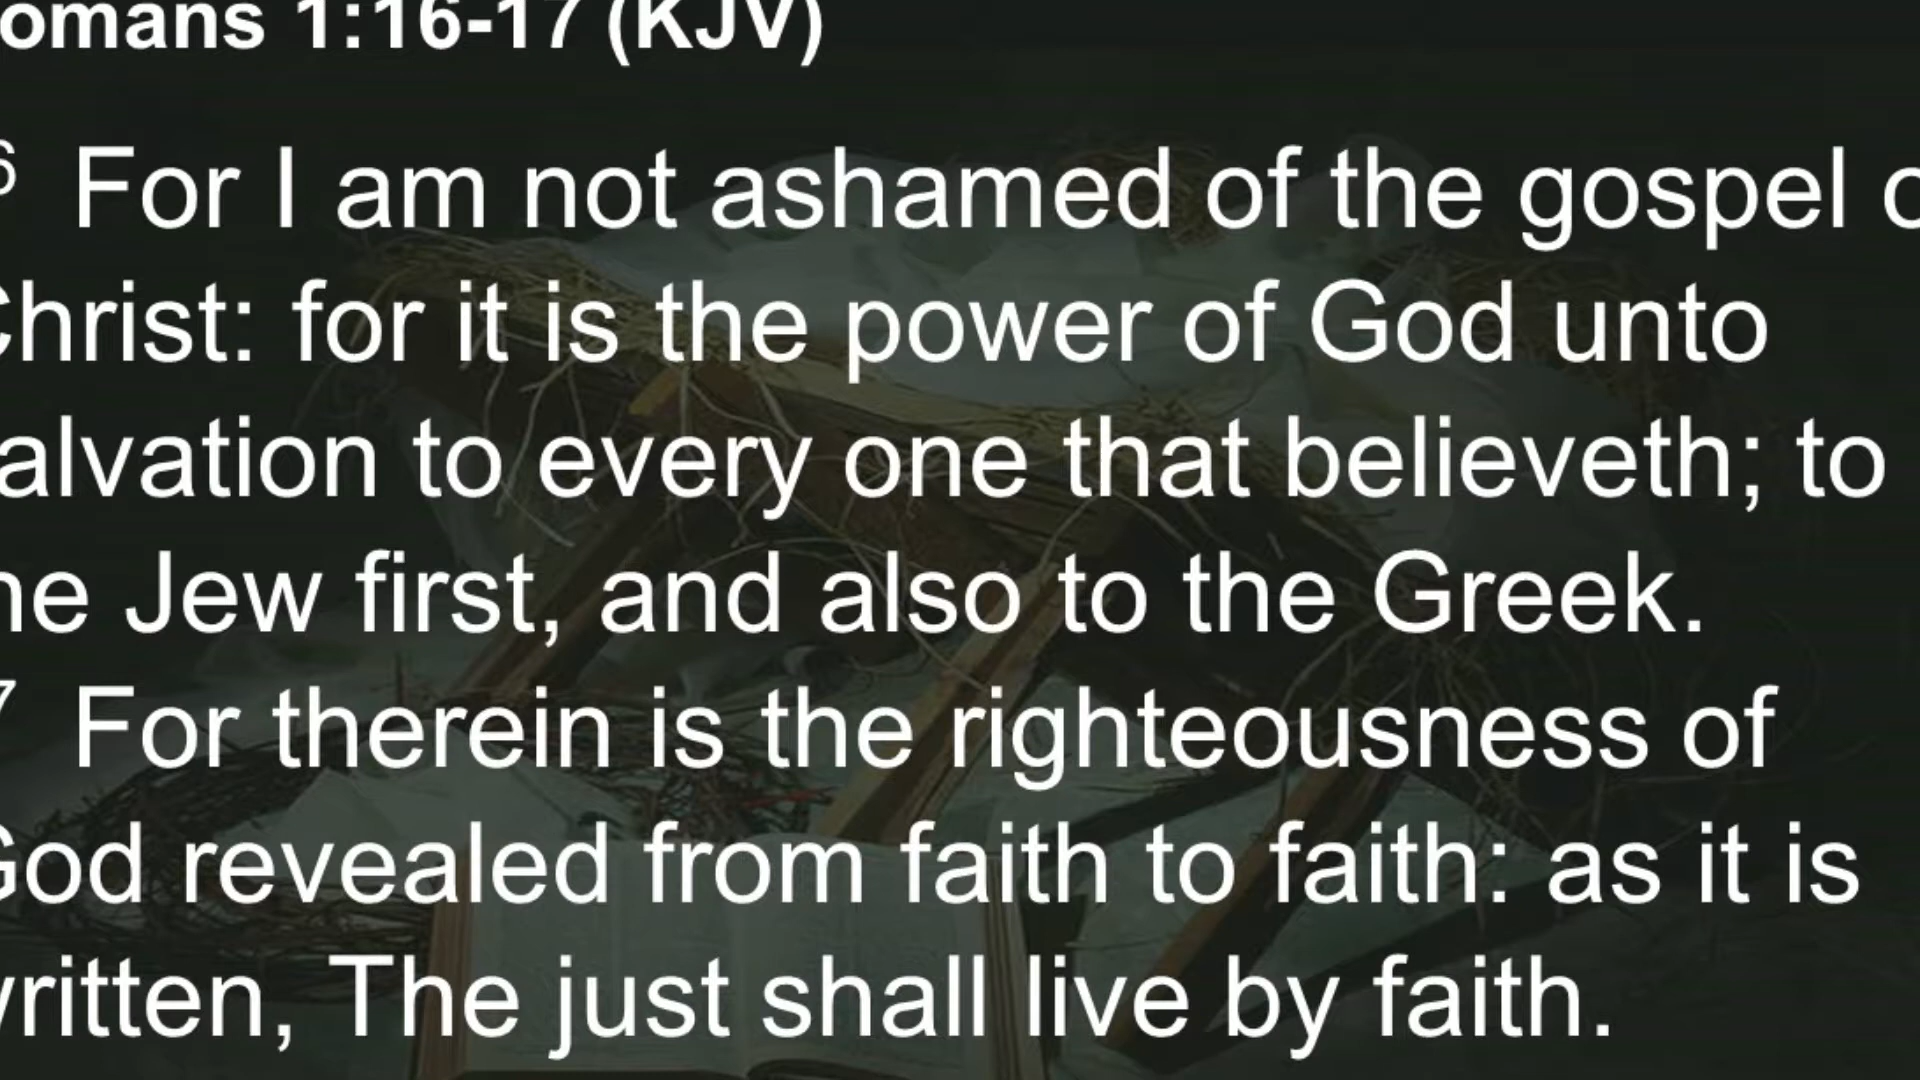 omans 1:16-17 (KJV)
6 For I am not ashamed of the gospel o
Christ: for it is the power of God unto
alvation to every one that believeth; to
he Jew first, and also to the Greek.
7 For therein is the righteousness of
God revealed from faith to faith: as it is
written, The just shall live by faith.